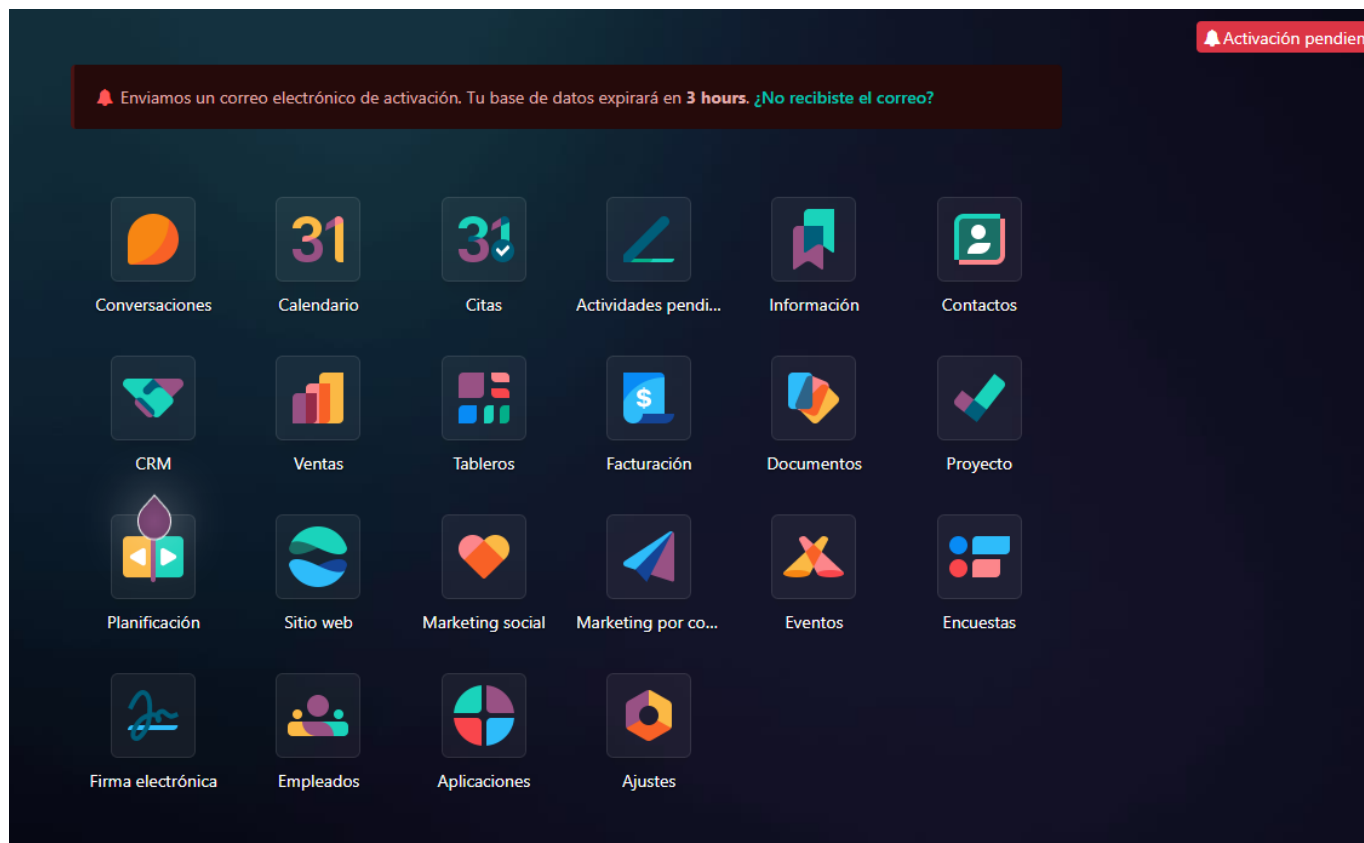 Activación pendien
Enviamos un correo electrónico de activación. Tu base de datos expirará en 3 hours. ¿No recibiste el correo?
31
31
Conversaciones
Calendario
Citas
Actividades pendi...
Información
Contactos
$
CRM
Ventas
Tableros
Facturación
Documentos
Proyecto
Planificación
Sitio web
Marketing social
Marketing por co...
Eventos
Encuestas
Firma electrónica
Empleados
Aplicaciones
Ajustes